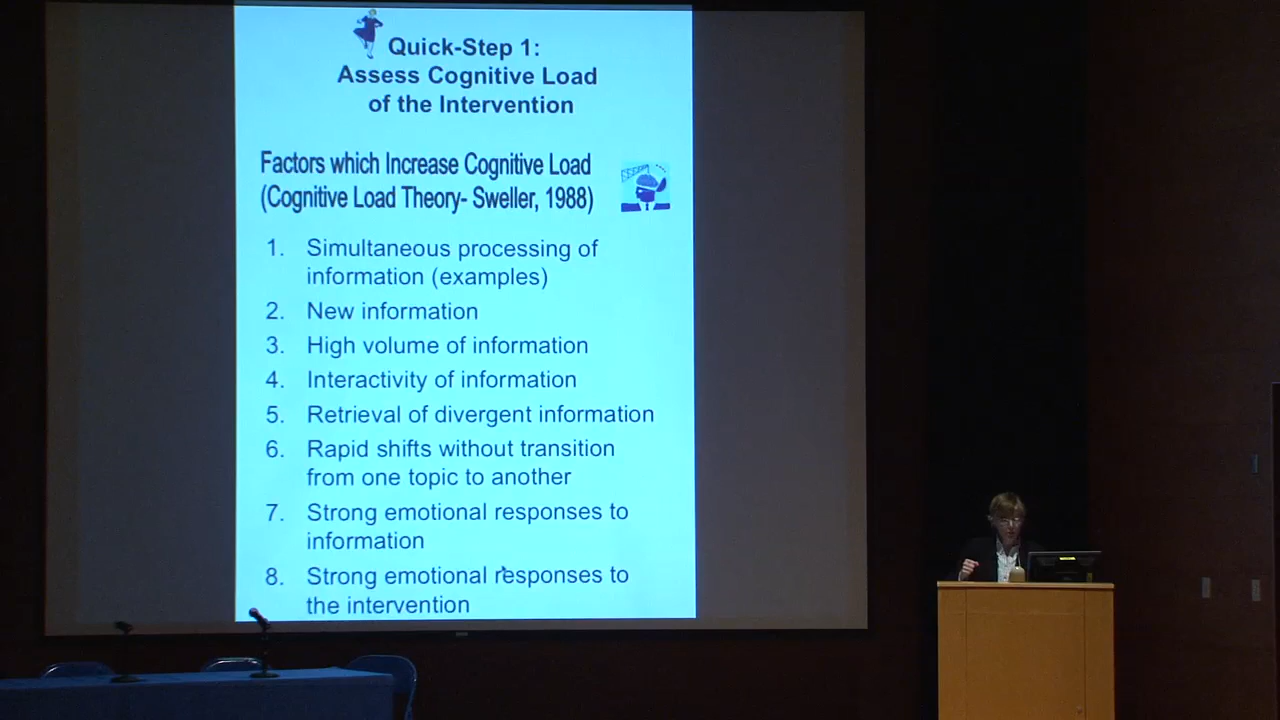 Quick-Step 1:
Assess Cognitive Load
of the Intervention
Factors which Increase Cognitive Load
(Cognitive Load Theory- Sweller, 1988)
1. Simultaneous processing of
information (examples)
2. New information
3. High volume of information
4. Interactivity of information
5. Retrieval of divergent information
6. Rapid shifts without transition
from one topic to another
7. Strong emotional responses to
information
8. Strong emotional responses to
the intervention